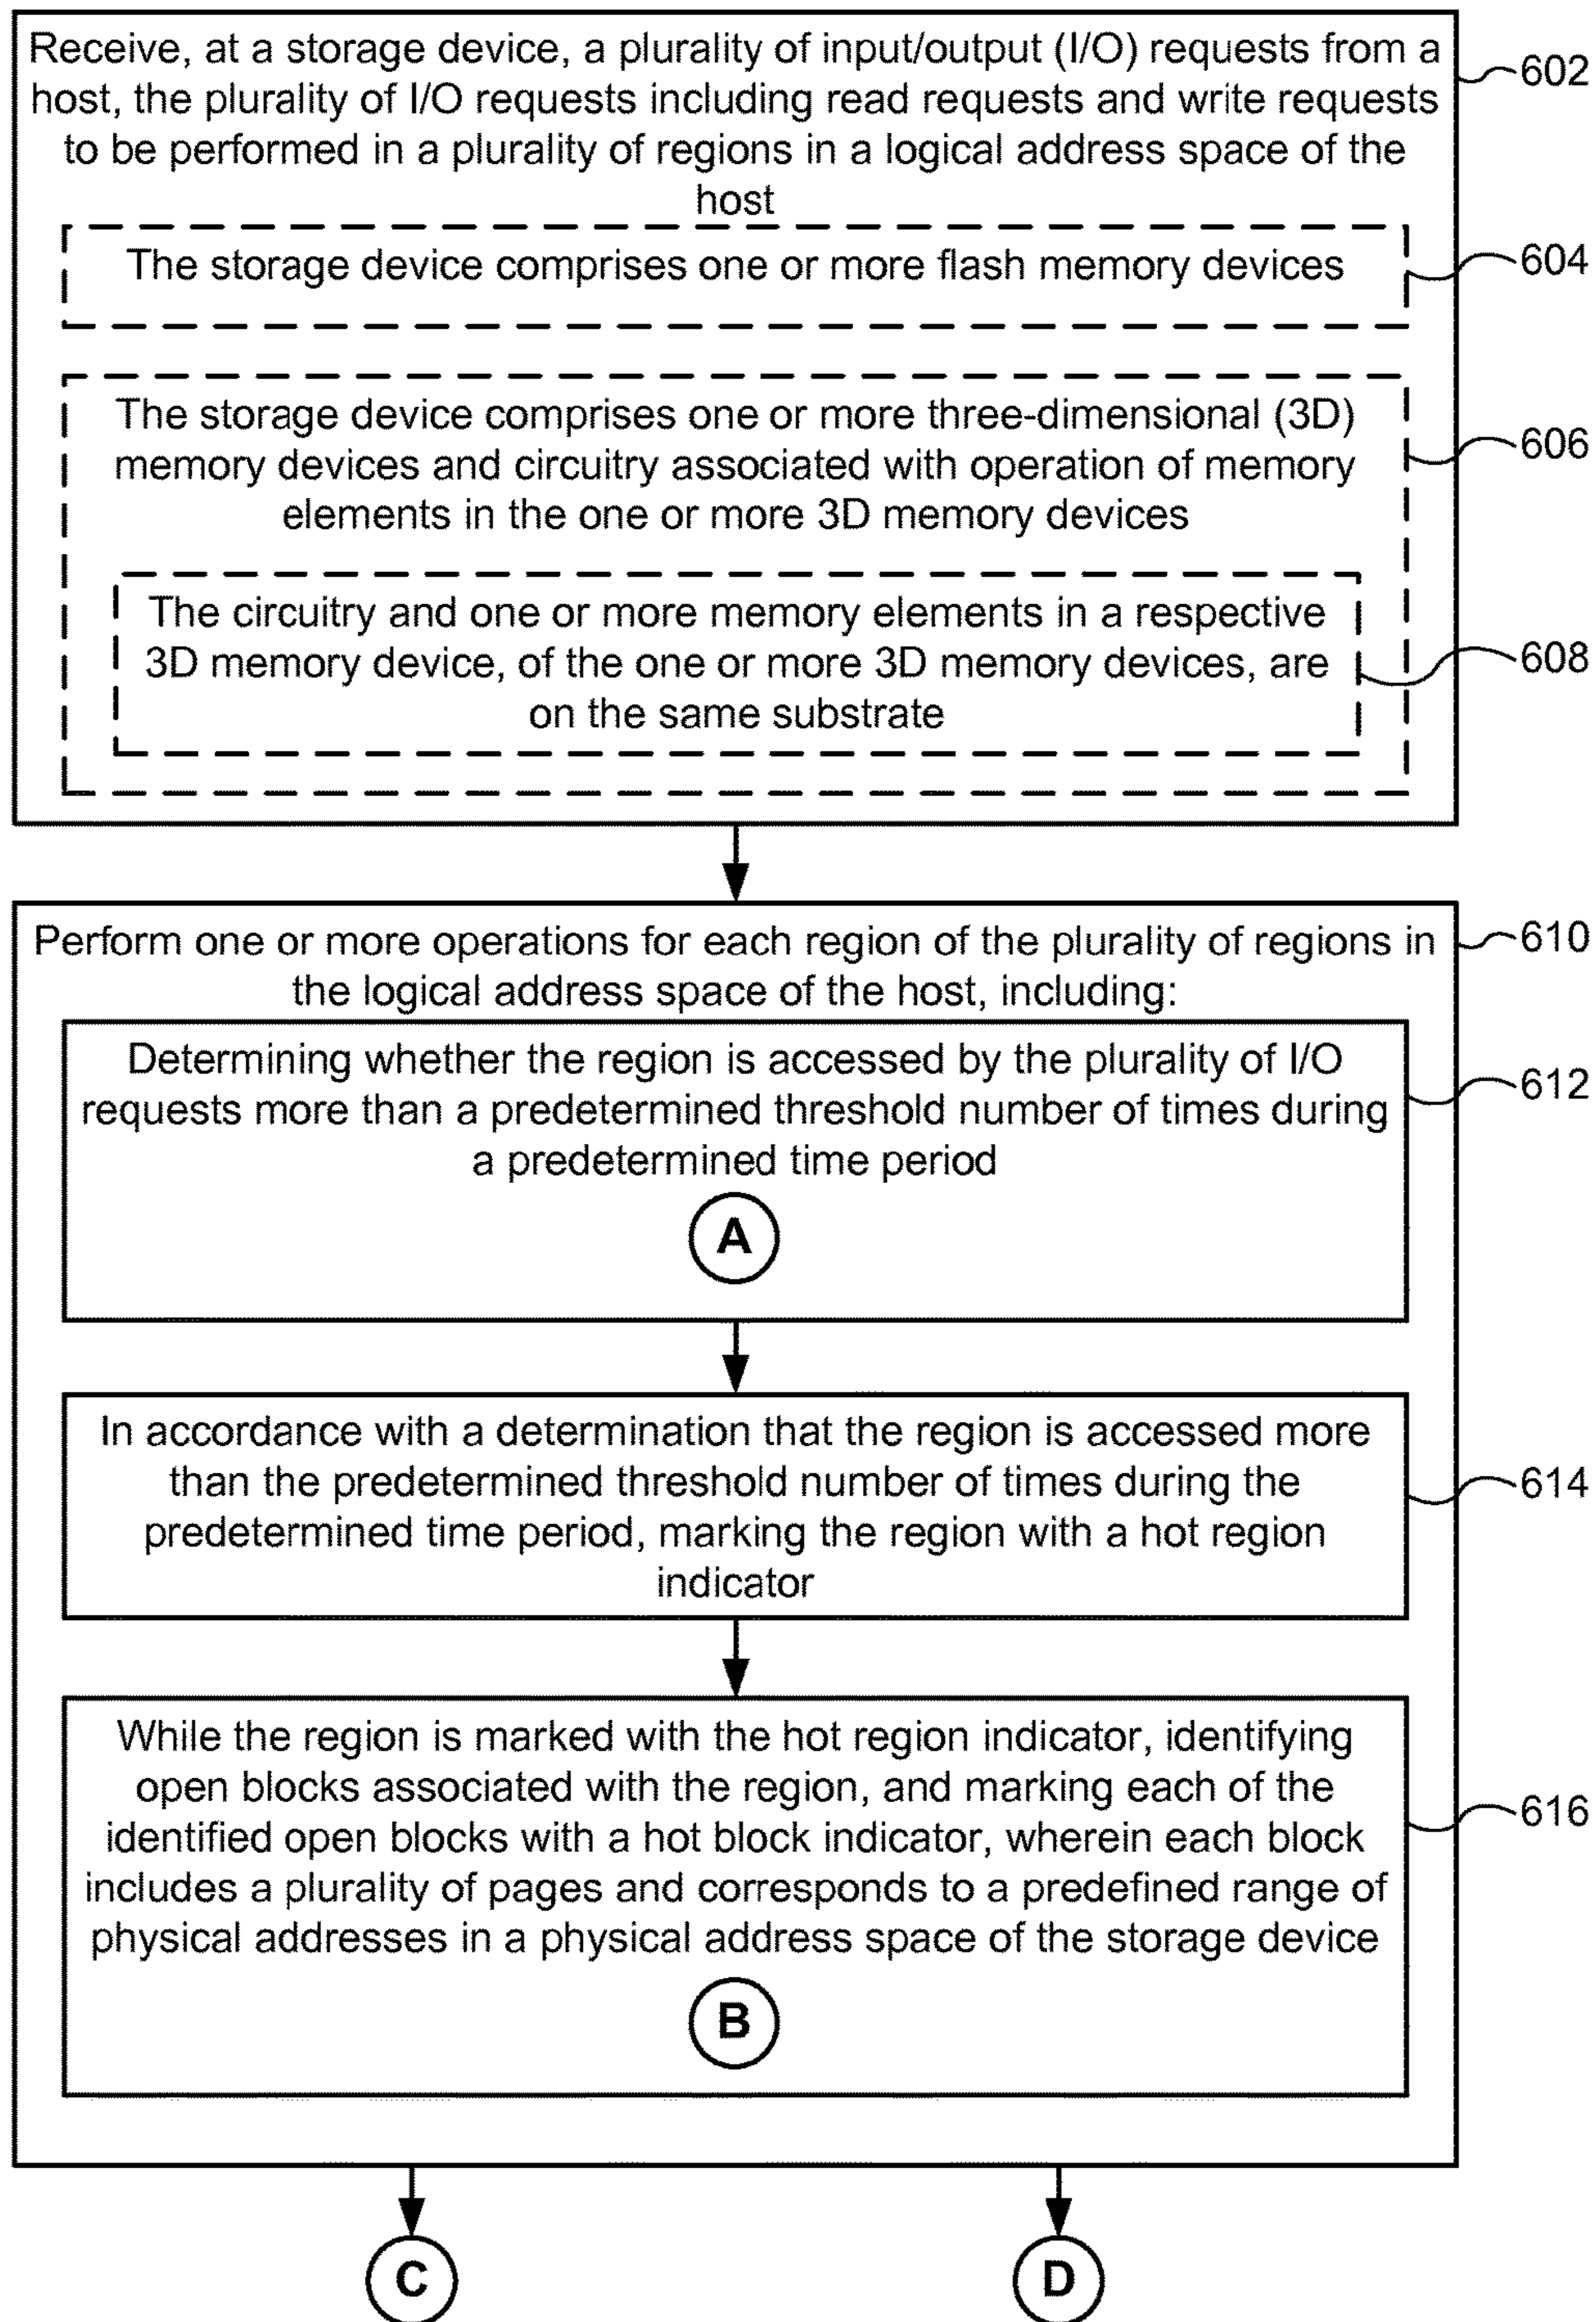 Receive, at a storage device, a plurality of input/output (I/O) requests from a
host, the plurality of I/O requests including read requests and write requests
to be performed in a plurality of regions in a logical address space of the
host
602
The storage device comprises one or more flash memory devices
604
The storage device comprises one or more three-dimensional (3D)
memory devices and circuitry associated with operation of memory
elements in the one or more 3D memory devices
606
The circuitry and one or more memory elements in a respective
3D memory device, of the one or more 3D memory devices, are
on the same substrate
608
Perform one or more operations for each region of the plurality of regions in
the logical address space of the host, including:
610
Determining whether the region is accessed by the plurality of I/O
requests more than a predetermined threshold number of times during
a predetermined time period
612
A
In accordance with a determination that the region is accessed more
than the predetermined threshold number of times during the
predetermined time period, marking the region with a hot region
indicator
614
While the region is marked with the hot region indicator, identifying
open blocks associated with the region, and marking each of the
identified open blocks with a hot block indicator, wherein each block
includes a plurality of pages and corresponds to a predefined range of
physical addresses in a physical address space of the storage device
616
B
C
D